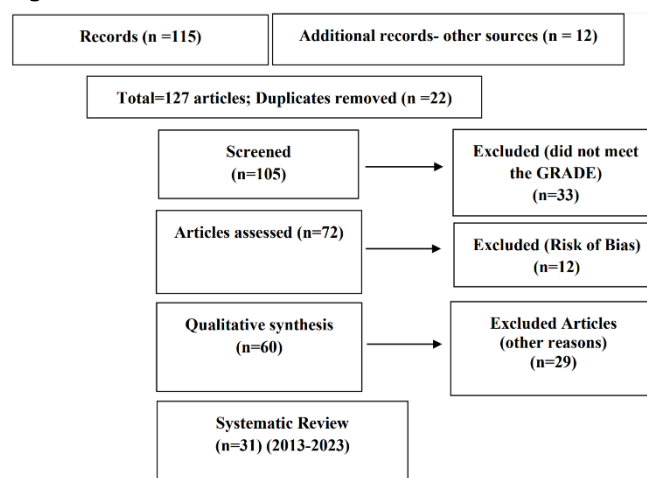 Records (n =115)
Additional records- other sources (n = 12)
Total=127 articles; Duplicates removed (n =22)
Screened
(n=105)
Excluded (did not meet
the GRADE)
(n=33)
Articles assessed (n=72)
Excluded (Risk of Bias)
(n=12)
Qualitative synthesis
(n=60)
Excluded Articles
(other reasons)
(n=29)
Systematic Review
(n=31) (2013-2023)